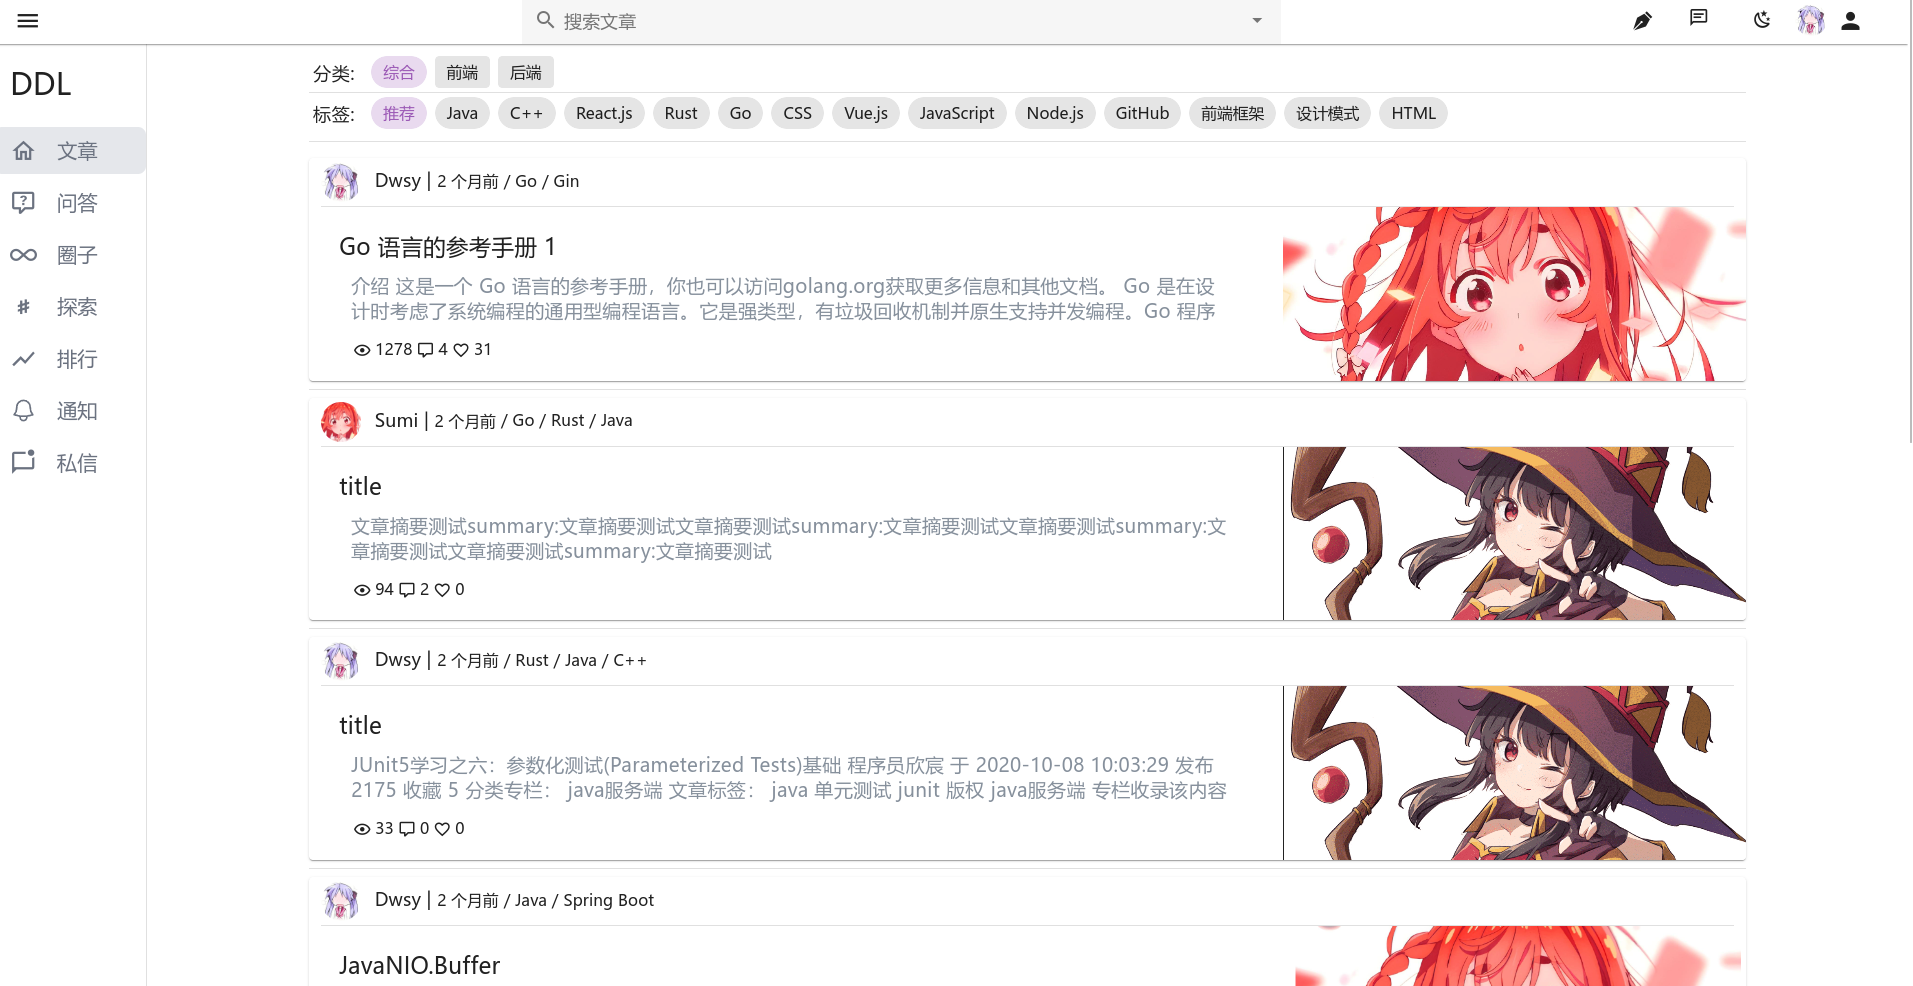 搜索文章
DDL
文章
问答
圈子
探索
排行
通知
私信
分类: 综合 前端 后端
标签: 推荐 Java C++ React.js Rust Go CSS Vue.js JavaScript Node.js GitHub 前端框架 设计模式 HTML
Dwsy | 2 个月前 / Go / Gin
Go 语言的参考手册 1
介绍 这是一个 Go 语言的参考手册，你也可以访问golang.org获取更多信息和其他文档。 Go 是在设
计时考虑了系统编程的通用型编程语言。它是强类型，有垃圾回收机制并原生支持并发编程。Go 程序
1278 4 31
Sumi | 2 个月前 / Go / Rust / Java
title
文章摘要测试summary:文章摘要测试文章摘要测试summary:文章摘要测试文章摘要测试summary:文
章摘要测试文章摘要测试summary:文章摘要测试
94 2 0
Dwsy | 2 个月前 / Rust / Java / C++
title
JUnit5学习之六：参数化测试(Parameterized Tests)基础 程序员欣宸 于 2020-10-08 10:03:29 发布
2175 收藏 5 分类专栏： java服务端 文章标签： java 单元测试 junit 版权 java服务端 专栏收录该内容
33 0 0
Dwsy | 2 个月前 / Java / Spring Boot
JavaNIO.Buffer